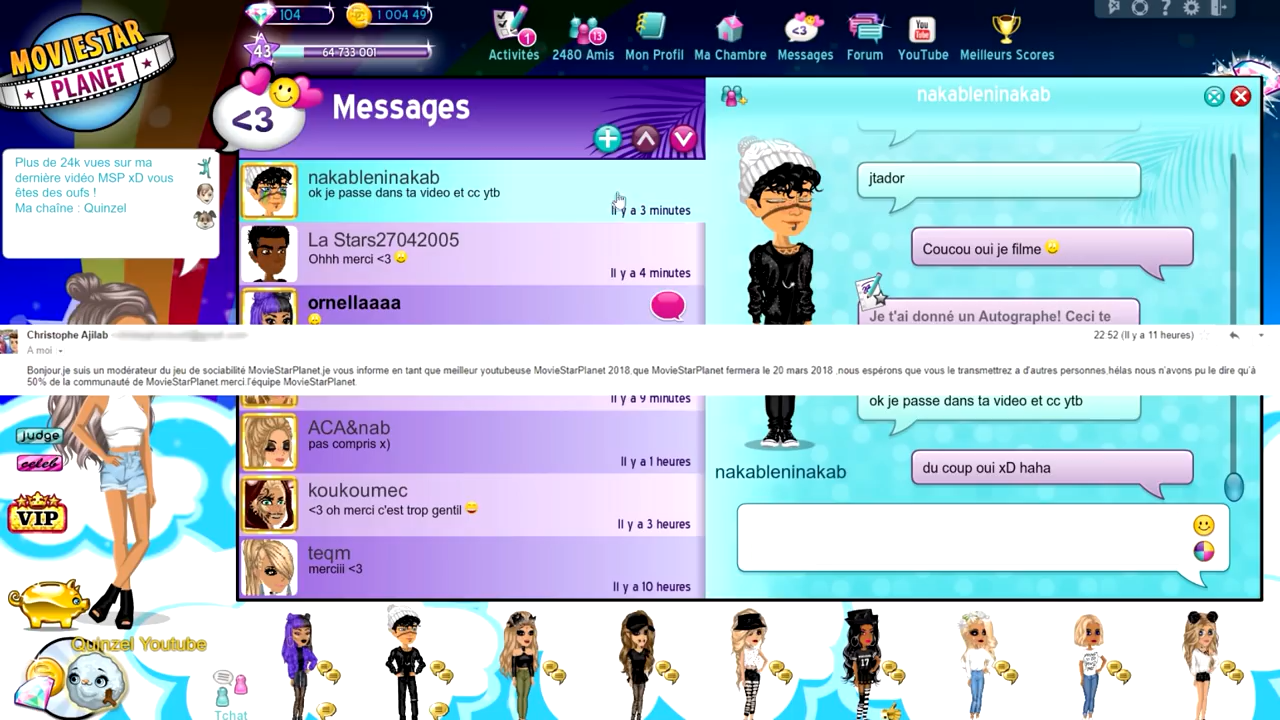 104
1 004 49
43
64 733 001
1
13
Activités
2480 Amis
Mon Profil
Ma Chambre
<3
Messages
Forum
You
Tube
YouTube
Meilleurs Scores
MOVIESTAR
PLANET
Plus de 24k vues sur ma
dernière vidéo MSP xD vous
êtes des oufs !
Ma chaîne : Quinzel
<3
Messages
nakableninakab
ok je passe dans ta video et cc ytb
Il y a 3 minutes
La Stars27042005
Ohhh merci <3
Il y a 4 minutes
ornellaaaa
nakableninakab
jtador
Coucou oui je filme
Je t'ai donné un Autographe! Ceci te
Christophe Ajilab
22:52 (Il y a 11 heures)
A moi
Bonjour,je suis un modérateur du jeu de sociabilité MovieStarPlanet,je vous informe en tant que meilleur youtubeuse MovieStarPlanet 2018,que MovieStarPlanet fermera le 20 mars 2018 ,nous espérons que vous le transmettrez a d'autres personnes,hélas nous n'avons pu le dire qu'à
50% de la communauté de MovieStarPlanet.merci.l'équipe MovieStarPlanet
Il y a 9 minutes
ACA&nab
pas compris x)
Il y a 1 heures
koukoumec
<3 oh merci c'est trop gentil
Il y a 3 heures
teqm
merciii <3
Il y a 10 heures
ok je passe dans ta video et cc ytb
nakableninakab
du coup oui xD haha
judge
celeb
VIP
Quinzel Youtube
Tchat
17